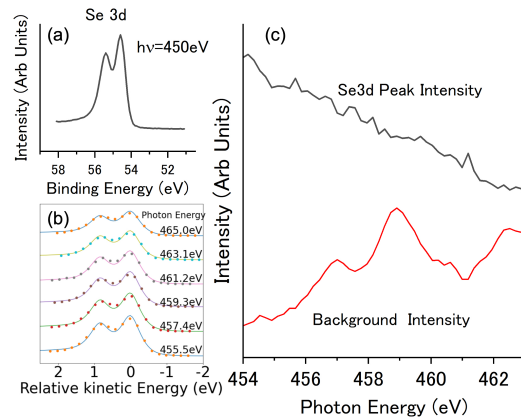 (a)
Se 3d
hν=450eV
Intensity (Arb Units)
58 56 54 52
Binding Energy (eV)
(b)
Photon Energy
465.0eV
463.1eV
461.2eV
459.3eV
457.4eV
455.5eV
2 1 0 -1 -2
Relative kinetic Energy (eV)
(c)
Se3d Peak Intensity
Intensity (Arb Units)
Background Intensity
454 456 458 460 462
Photon Energy (eV)